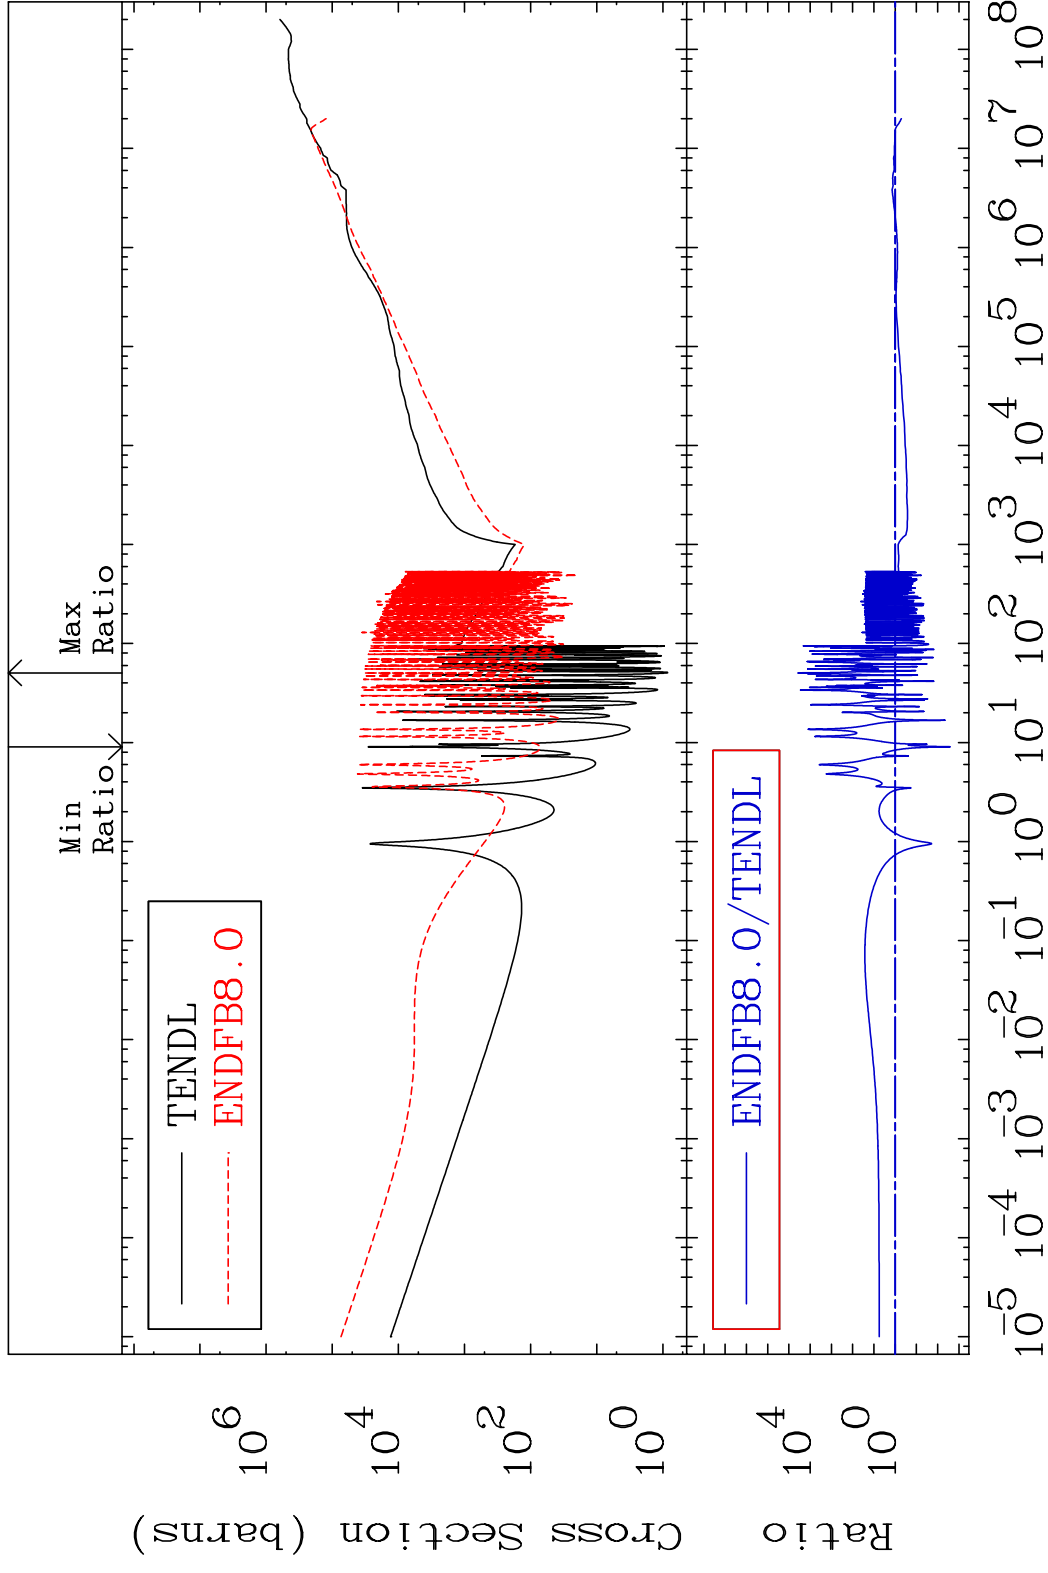 Min
Ratio
Max
Ratio
TENDL
ENDFB8.0
10^6
10^4
10^2
10^0
Cross Section (barns)
ENDFB8.0/TENDL
10^4
10^0
Ratio
10^-5 10^-4 10^-3 10^-2 10^-1 10^0 10^1 10^2 10^3 10^4 10^5 10^6 10^7 10^8